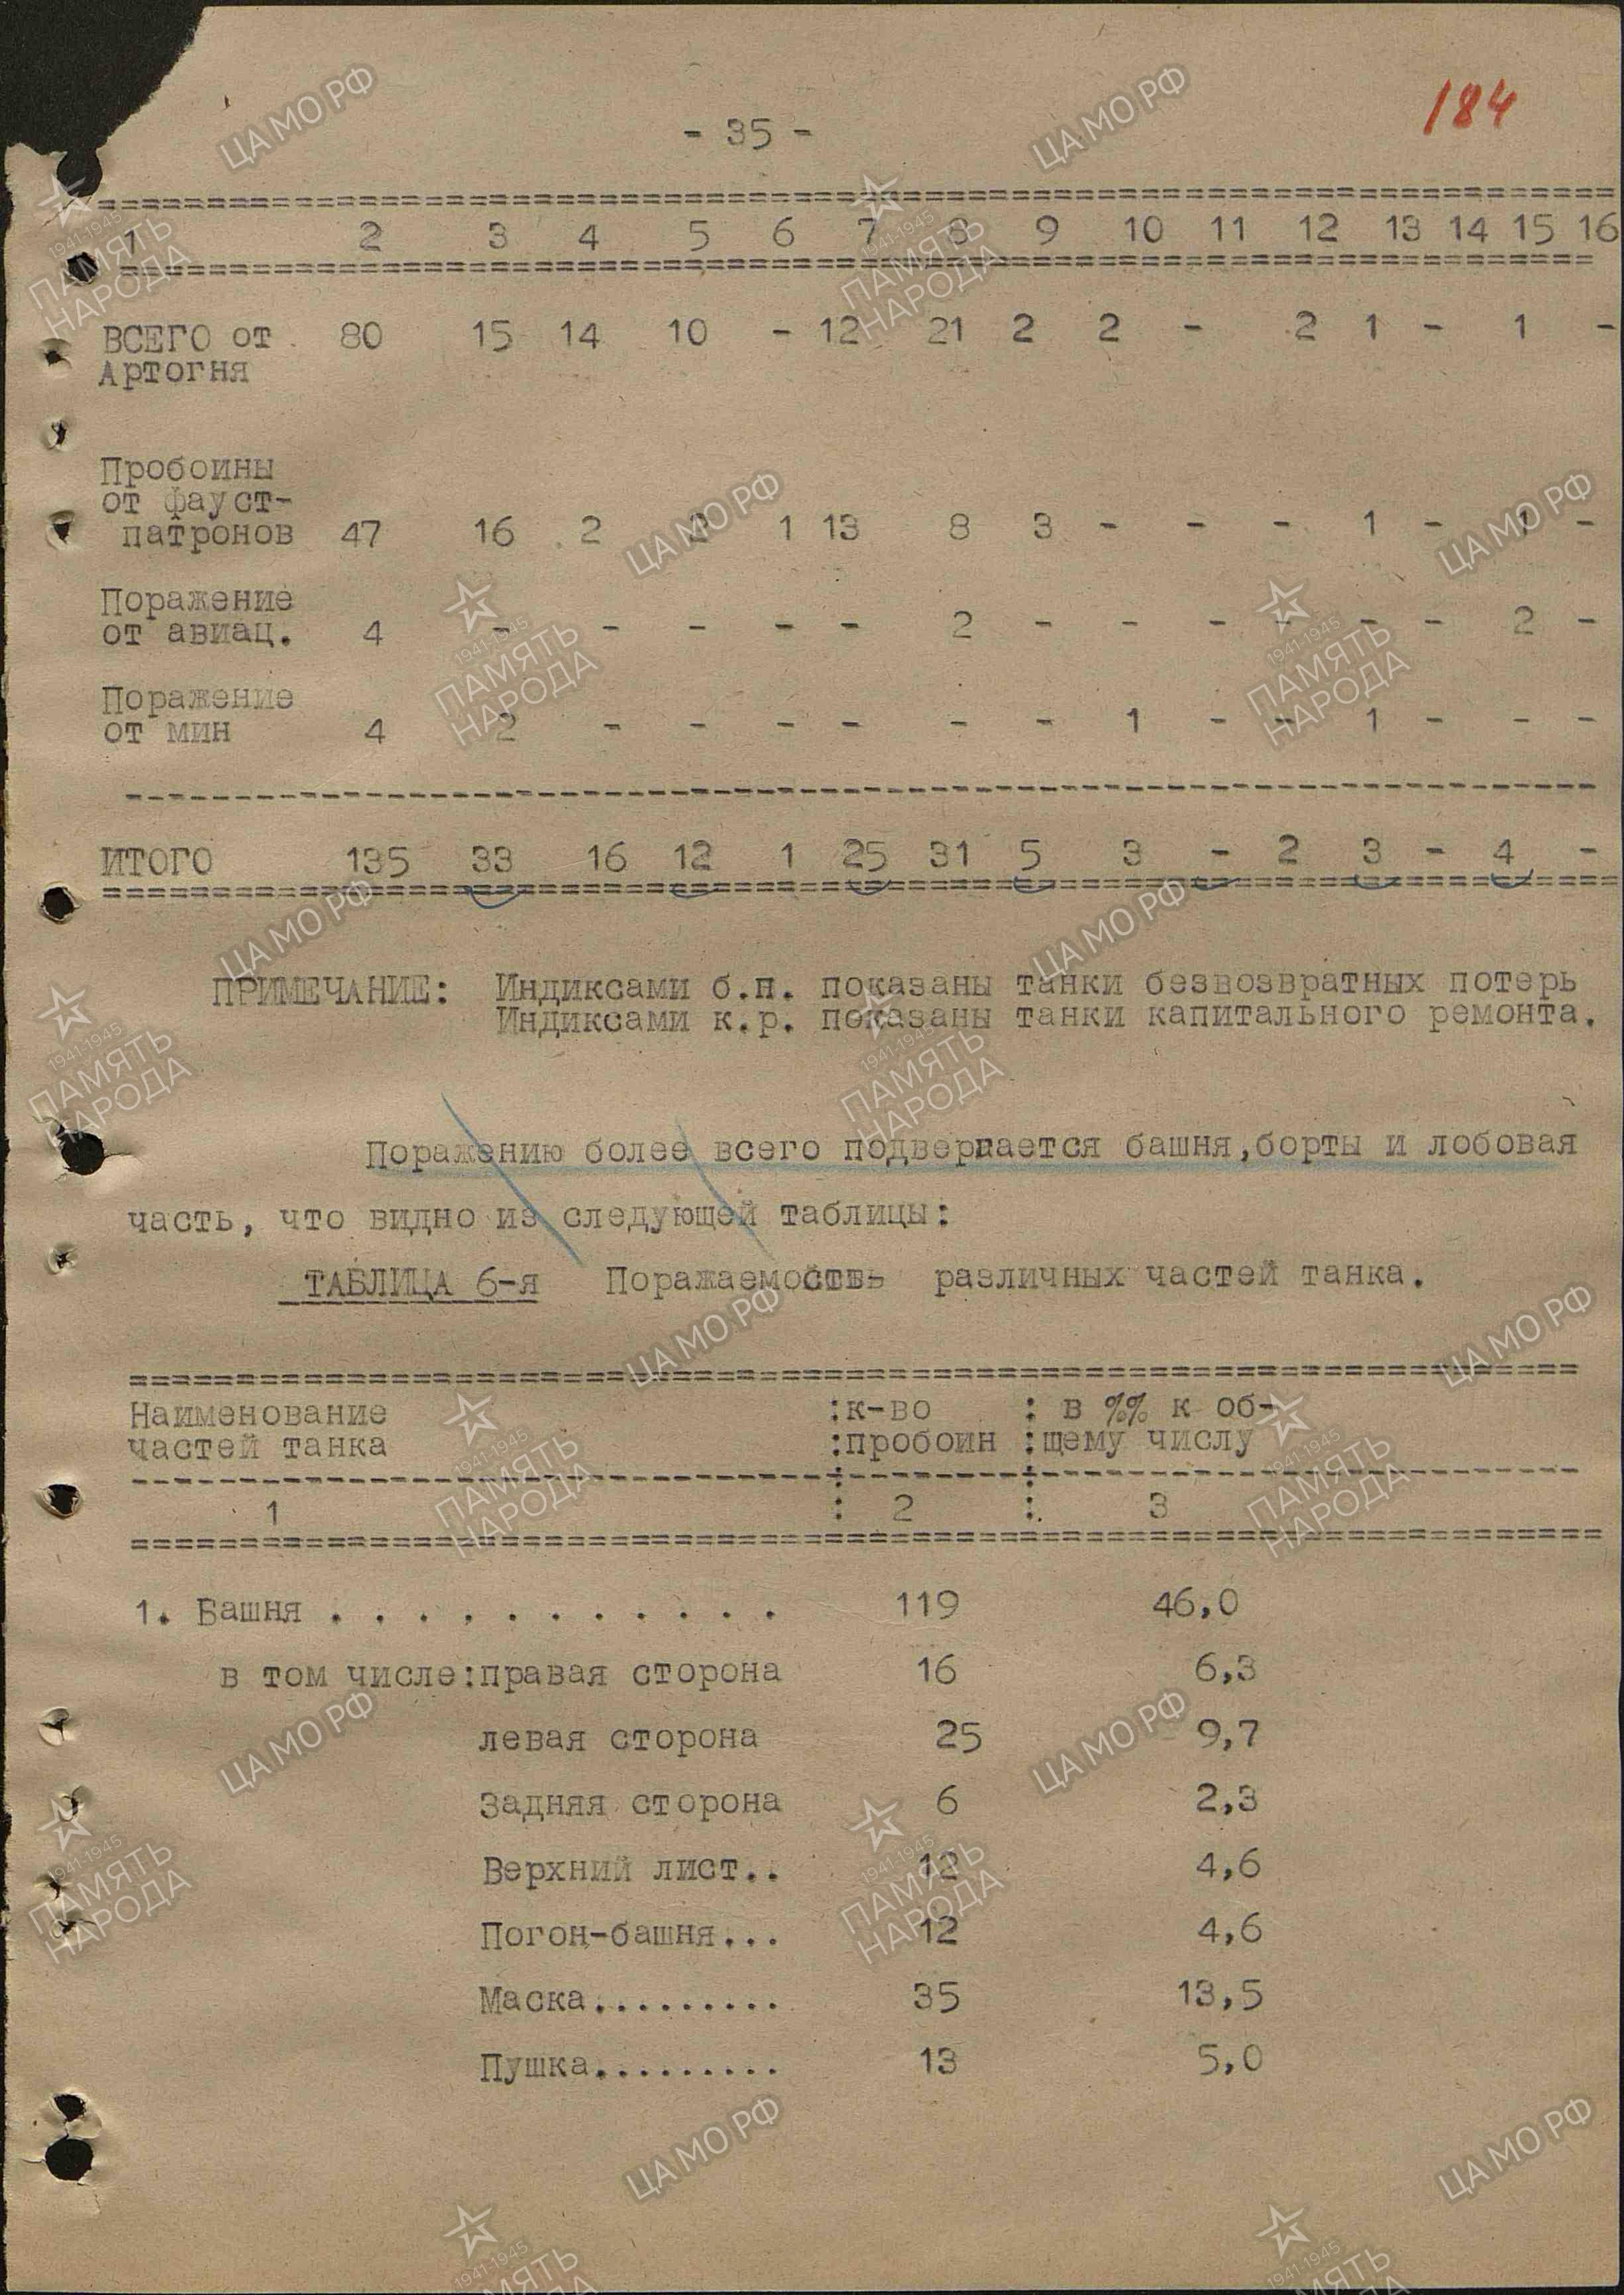 184
- 35 -
1 2 3 4 5 6 7 8 9 10 11 12 13 14 15 16
ВСЕГО от 80 15 14 10 - 12 21 2 2 - 2 1 - 1 -
Артогня
Пробоины
от фауст-
патронов 47 16 2 2 1 13 8 3 - - - 1 - 1 -
Поражение
от авиац. 4 - - - - - 2 - - - - - - 2 -
Поражение
от мин 4 2 - - - - - - 1 - - 1 - - -
ИТОГО 135 33 16 12 1 25 31 5 3 - 2 3 - 4 -
ПРИМЕЧАНИЕ: Индиксами б.п. показаны танки безвозвратных потерь
Индиксами к.р. показаны танки капитального ремонта.
Поражению более всего подвергается башня,борты и лобовая
часть, что видно из следующей таблицы:
ТАБЛИЦА 6-я Поражаемость различных частей танка.
Наименование :к-во : в %% к об-
частей танка :пробоин :щему числу
1 : 2 : 3
1. Башня . . . . . . . . . . . 119 46,0
в том числе:правая сторона 16 6,3
левая сторона 25 9,7
Задняя сторона 6 2,3
Верхний лист.. 12 4,6
Погон-башня... 12 4,6
Маска......... 35 13,5
Пушка......... 13 5,0
ЦАМО РФ
1941-1945
ПАМЯТЬ
НАРОДА